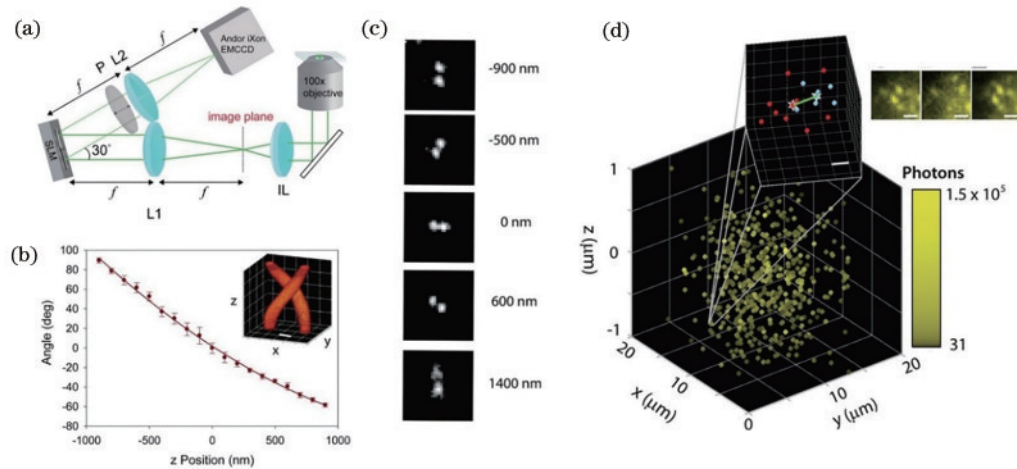 (a)
f
P L2
Andor iXon
EMCCD
f
100x
objective
image plane
SLM
30°
f
f
IL
L1
(b)
100
80
60
40
20
0
-20
-40
-60
-80
Angle (deg)
-1000
-500
0
500
1000
z Position (nm)
z
x
y
(c)
-900 nm
-500 nm
0 nm
600 nm
1400 nm
(d)
Photons
1.5 x 10⁵
31
1
0
-1
z (μm)
20
10
0
x (μm)
10
20
y (μm)